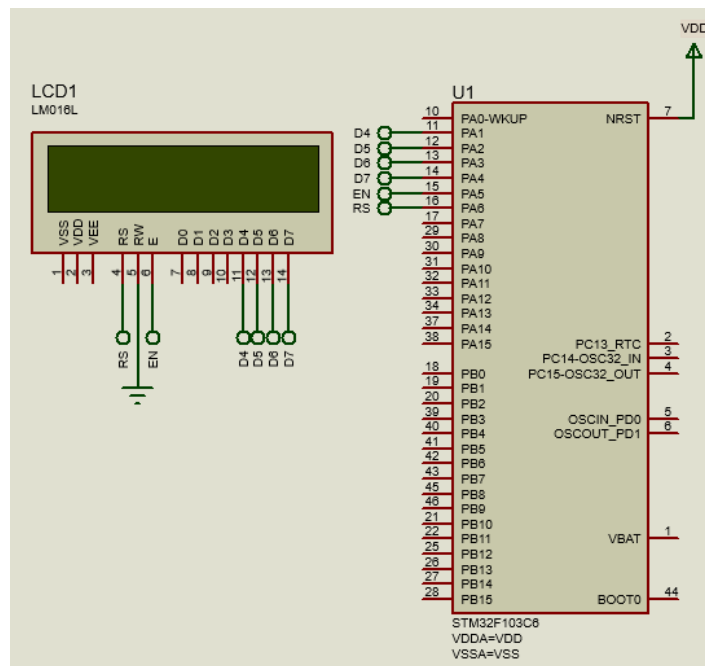 VDD
LCD1
LM016L
VSS
VDD
VEE
RS
RW
E
D0
D1
D2
D3
D4
D5
D6
D7
1
2
3
4
5
6
7
8
9
10
11
12
13
14
RS
EN
D4
D5
D6
D7
U1
D4
D5
D6
D7
EN
RS
10 PA0-WKUP
11 PA1
12 PA2
13 PA3
14 PA4
15 PA5
16 PA6
17 PA7
29 PA8
30 PA9
31 PA10
32 PA11
33 PA12
34 PA13
37 PA14
38 PA15
18 PB0
19 PB1
20 PB2
39 PB3
40 PB4
41 PB5
42 PB6
43 PB7
45 PB8
46 PB9
21 PB10
22 PB11
25 PB12
26 PB13
27 PB14
28 PB15
NRST 7
PC13_RTC 2
PC14-OSC32_IN 3
PC15-OSC32_OUT 4
OSCIN_PD0 5
OSCOUT_PD1 6
VBAT 1
BOOT0 44
STM32F103C6
VDDA=VDD
VSSA=VSS